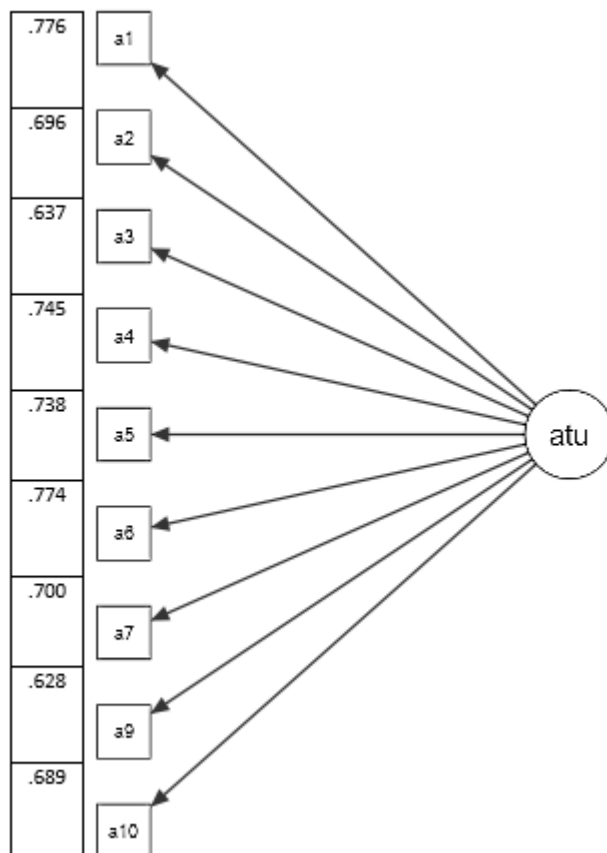 .776 a1
.696 a2
.637 a3
.745 a4
.738 a5
atu
.774 a6
.700 a7
.628 a9
.689 a10